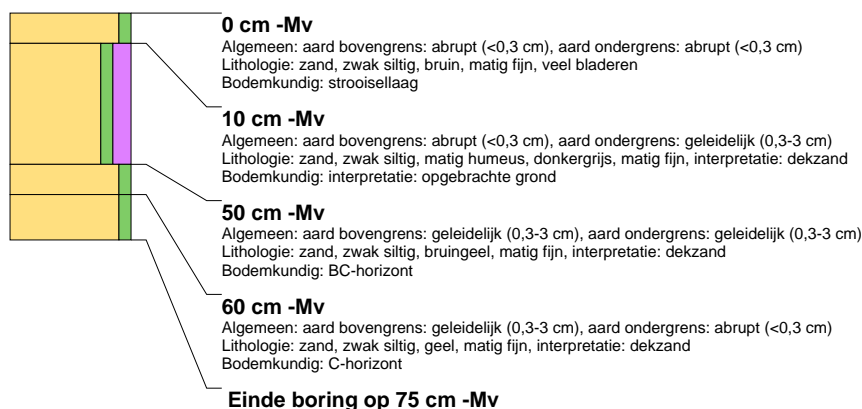 0 cm -Mv
Algemeen: aard bovengrens: abrupt (<0,3 cm), aard ondergrens: abrupt (<0,3 cm)
Lithologie: zand, zwak siltig, bruin, matig fijn, veel bladeren
Bodemkundig: strooisellaag
10 cm -Mv
Algemeen: aard bovengrens: abrupt (<0,3 cm), aard ondergrens: geleidelijk (0,3-3 cm)
Lithologie: zand, zwak siltig, matig humeus, donkergrijs, matig fijn, interpretatie: dekzand
Bodemkundig: interpretatie: opgebrachte grond
50 cm -Mv
Algemeen: aard bovengrens: geleidelijk (0,3-3 cm), aard ondergrens: geleidelijk (0,3-3 cm)
Lithologie: zand, zwak siltig, bruingeel, matig fijn, interpretatie: dekzand
Bodemkundig: BC-horizont
60 cm -Mv
Algemeen: aard bovengrens: geleidelijk (0,3-3 cm), aard ondergrens: abrupt (<0,3 cm)
Lithologie: zand, zwak siltig, geel, matig fijn, interpretatie: dekzand
Bodemkundig: C-horizont
Einde boring op 75 cm -Mv